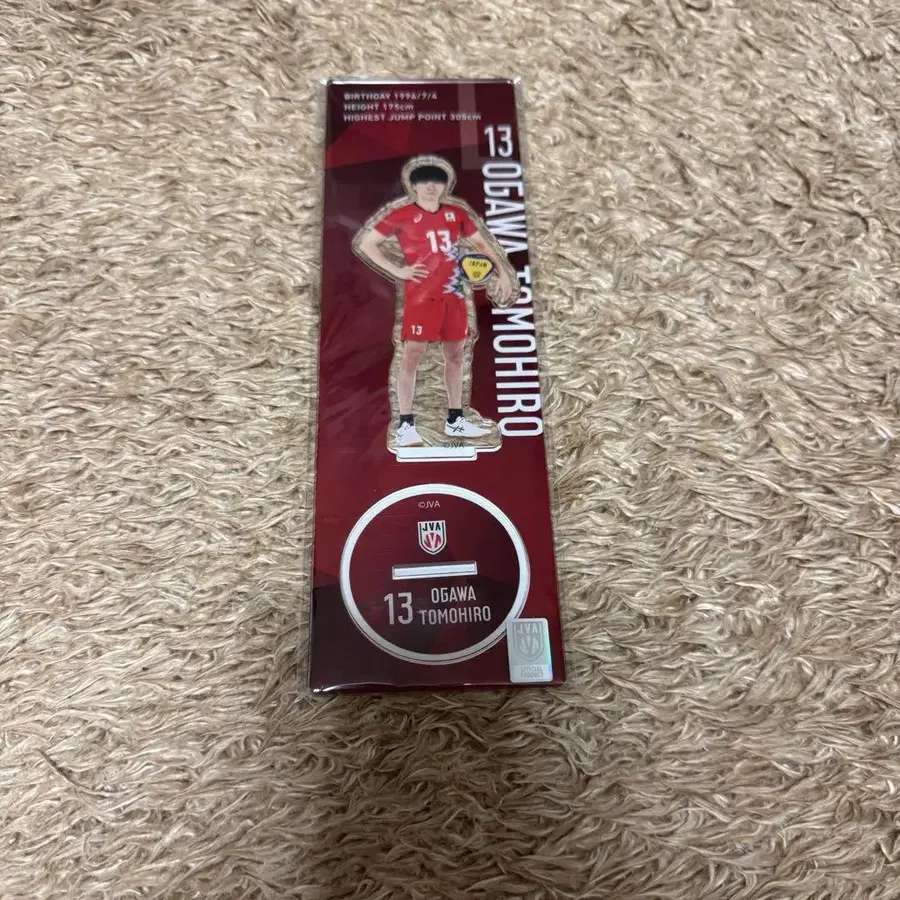 BIRTHDAY 1996/7/4
HEIGHT 175cm
HIGHEST JUMP POINT 305cm
13 OGAWA TOMOHIRO
13
JAPAN
13
©JVA
©JVA
JVA
13 OGAWA
TOMOHIRO
JVA